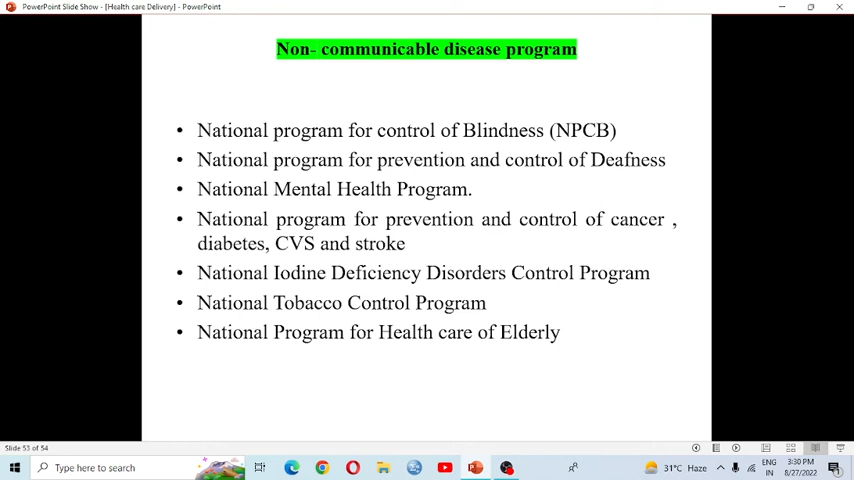 PowerPoint Slide Show - [Health care Delivery] - PowerPoint
Non- communicable disease program
• National program for control of Blindness (NPCB)
• National program for prevention and control of Deafness
• National Mental Health Program.
• National program for prevention and control of cancer ,
diabetes, CVS and stroke
• National Iodine Deficiency Disorders Control Program
• National Tobacco Control Program
• National Program for Health care of Elderly
Slide 53 of 54
Type here to search
31°C Haze
ENG
IN
3:30 PM
8/27/2022